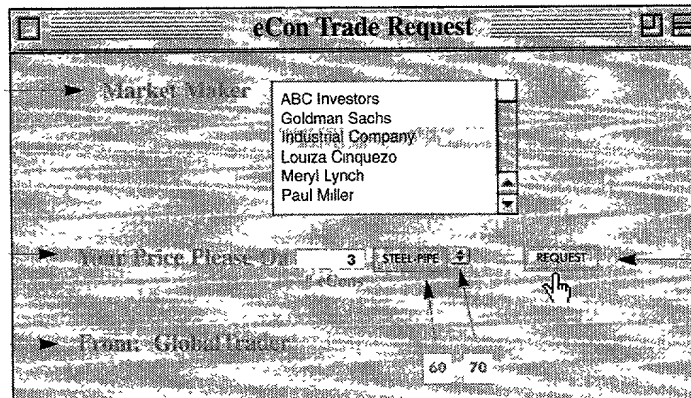 eCon Trade Request
Market Maker
ABC Investors
Goldman Sachs
Industrial Company
Louiza Cinquezo
Meryl Lynch
Paul Miller
Your Price Please On: 3 STEEL-PIPE REQUEST
# eCons
From: GlobalTrader
60 70